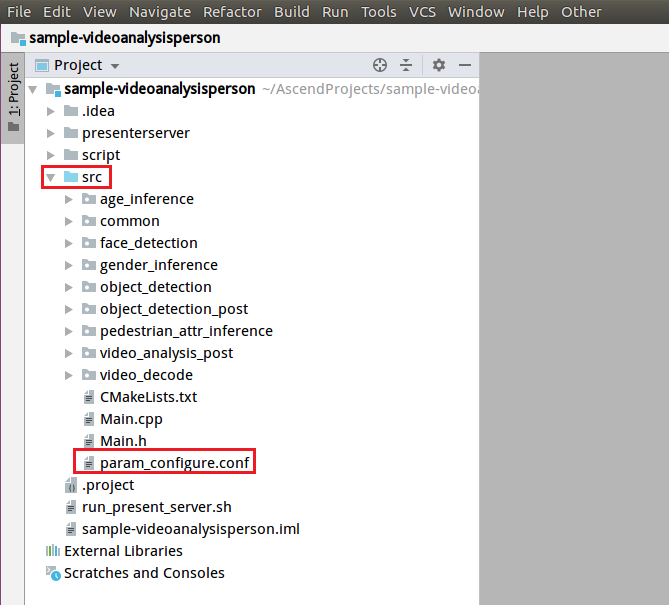 File Edit View Navigate Refactor Build Run Tools VCS Window Help Other
sample-videoanalysisperson
1: Project
Project
sample-videoanalysisperson ~/AscendProjects/sample-videoa
.idea
presenterserver
script
src
age_inference
common
face_detection
gender_inference
object_detection
object_detection_post
pedestrian_attr_inference
video_analysis_post
video_decode
CMakeLists.txt
Main.cpp
Main.h
param_configure.conf
.project
run_present_server.sh
sample-videoanalysisperson.iml
External Libraries
Scratches and Consoles